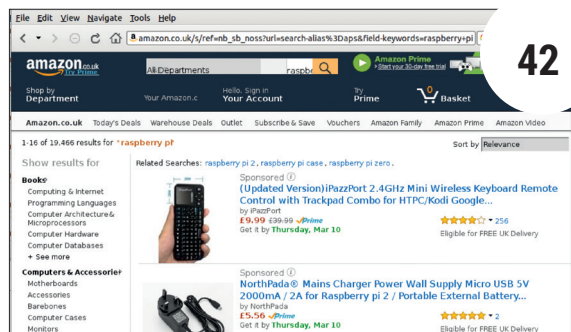 File Edit View Navigate Tools Help
amazon.co.uk/s/ref=nb_sb_noss?url=search-alias%3Daps&field-keywords=raspberry+pi
42
amazon.co.uk
Try Prime
All Departments
raspbe
Amazon Prime
Start your 30-day free trial
Shop by
Department
Your Amazon.c
Hello. Sign in
Your Account
Try
Prime
0
Basket
Amazon.co.uk Today's Deals Warehouse Deals Outlet Subscribe & Save Vouchers Amazon Family Amazon Prime Amazon Video
1-16 of 19,466 results for "raspberry pi"
Sort by Relevance
Show results for
Related Searches: raspberry pi 2, raspberry pi case, raspberry pi zero.
Books
Computing & Internet
Programming Languages
Computer Architecture &
Microprocessors
Computer Hardware
Computer Databases
+ See more
Computers & Accessories
Motherboards
Accessories
Barebones
Computer Cases
Monitors
Sponsored
(Updated Version)iPazzPort 2.4GHz Mini Wireless Keyboard Remote
Control with Trackpad Combo for HTPC/Kodi Google...
by iPazzPort
£9.99 £39.99 Prime
Get it by Thursday, Mar 10
256
Eligible for FREE UK Delivery
Sponsored
NorthPada® Mains Charger Power Wall Supply Micro USB 5V
2000mA / 2A for Raspberry pi 2 / Portable External Battery...
by NorthPada
£5.56 Prime
Get it by Thursday, Mar 10
2
Eligible for FREE UK Delivery